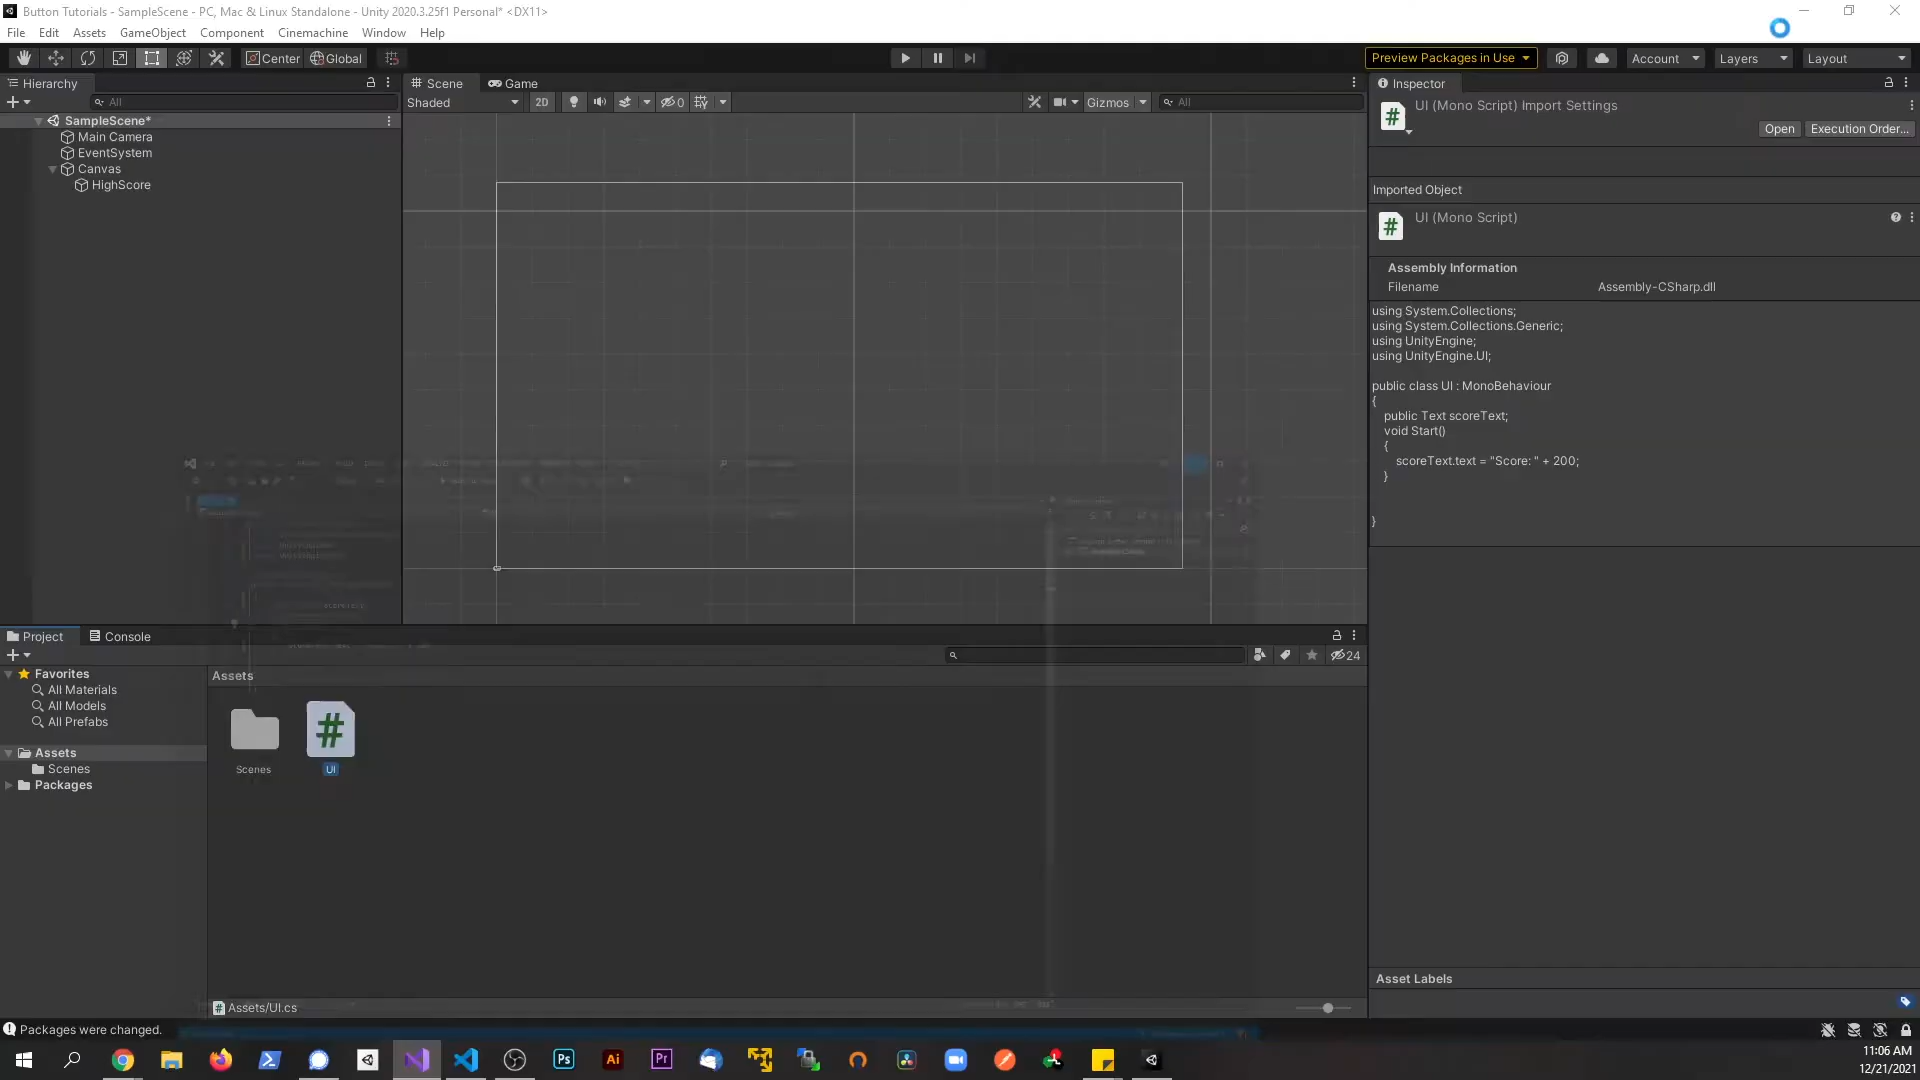 Button Tutorials - SampleScene - PC, Mac & Linux Standalone - Unity 2020.3.25f1 Personal* <DX11>
File Edit Assets GameObject Component Cinemachine Window Help
Center Global
Preview Packages in Use
Account
Layers
Layout
Hierarchy
Scene
Game
Inspector
All
Shaded
2D
0
Gizmos
All
UI (Mono Script) Import Settings
Open
Execution Order...
SampleScene*
Main Camera
EventSystem
Canvas
HighScore
Imported Object
UI (Mono Script)
Assembly Information
Filename Assembly-CSharp.dll
using System.Collections;
using System.Collections.Generic;
using UnityEngine;
using UnityEngine.UI;
public class UI : MonoBehaviour
{
public Text scoreText;
void Start()
{
scoreText.text = "Score: " + 200;
}
}
Project
Console
24
Favorites
All Materials
All Models
All Prefabs
Assets
Scenes
Packages
Assets
Scenes
UI
Assets/UI.cs
Asset Labels
Packages were changed.
Ps
Ai
Pr
11:06 AM
12/21/2021